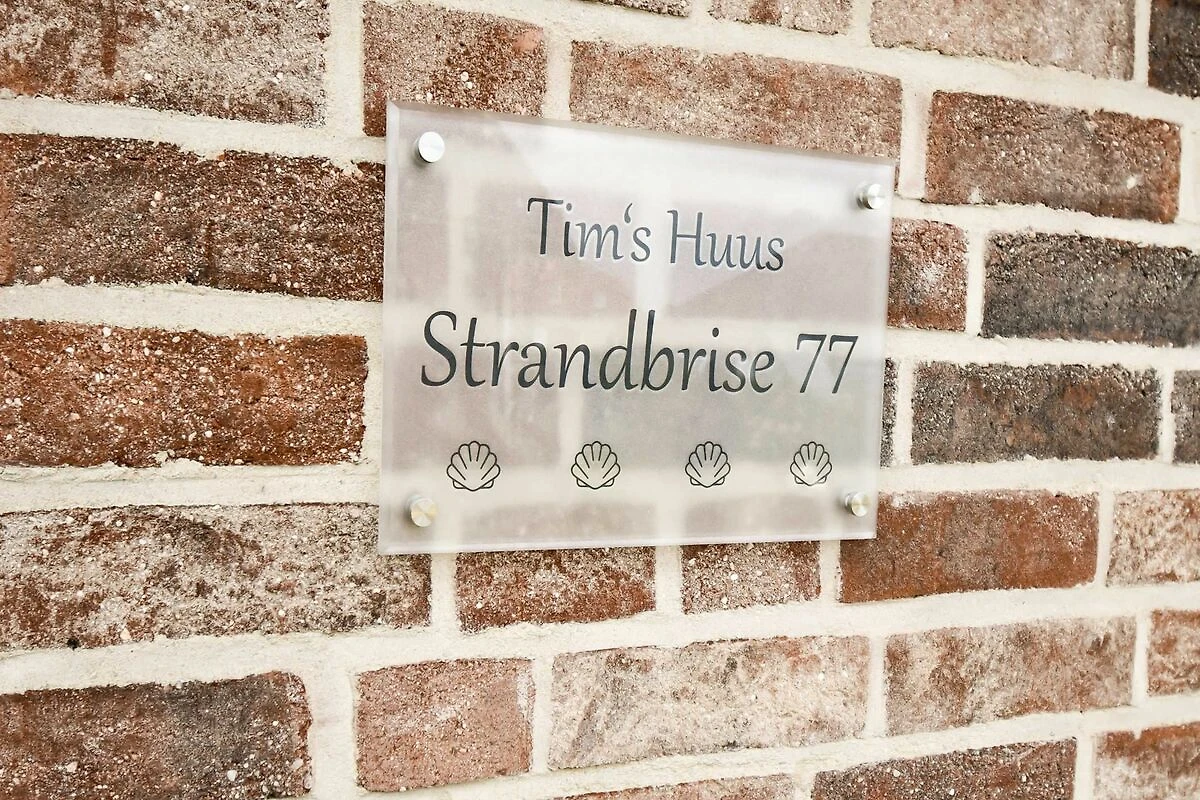 Tim‘s Huus
Strandbrise 77